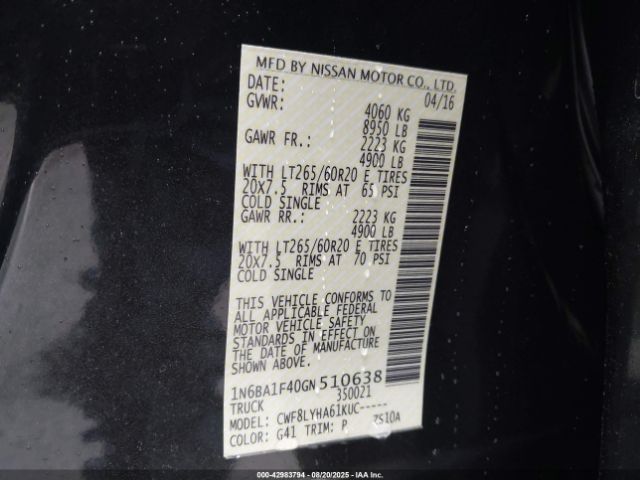 MFD BY NISSAN MOTOR CO., LTD.
DATE: 04/16
GVWR: 4060 KG
8950 LB
GAWR FR.: 2223 KG
4900 LB
WITH LT265/60R20 E TIRES
20X7.5 RIMS AT 65 PSI
COLD SINGLE
GAWR RR.: 2223 KG
4900 LB
WITH LT265/60R20 E TIRES
20X7.5 RIMS AT 70 PSI
COLD SINGLE
THIS VEHICLE CONFORMS TO
ALL APPLICABLE FEDERAL
MOTOR VEHICLE SAFETY
STANDARDS IN EFFECT ON
THE DATE OF MANUFACTURE
SHOWN ABOVE.
1N6BA1F40GN510638
TRUCK 350021
MODEL: CWF8LYHA61KUC-----
COLOR: G41 TRIM: P ZS10A
000-42983794 - 08/20/2025 - IAA Inc.